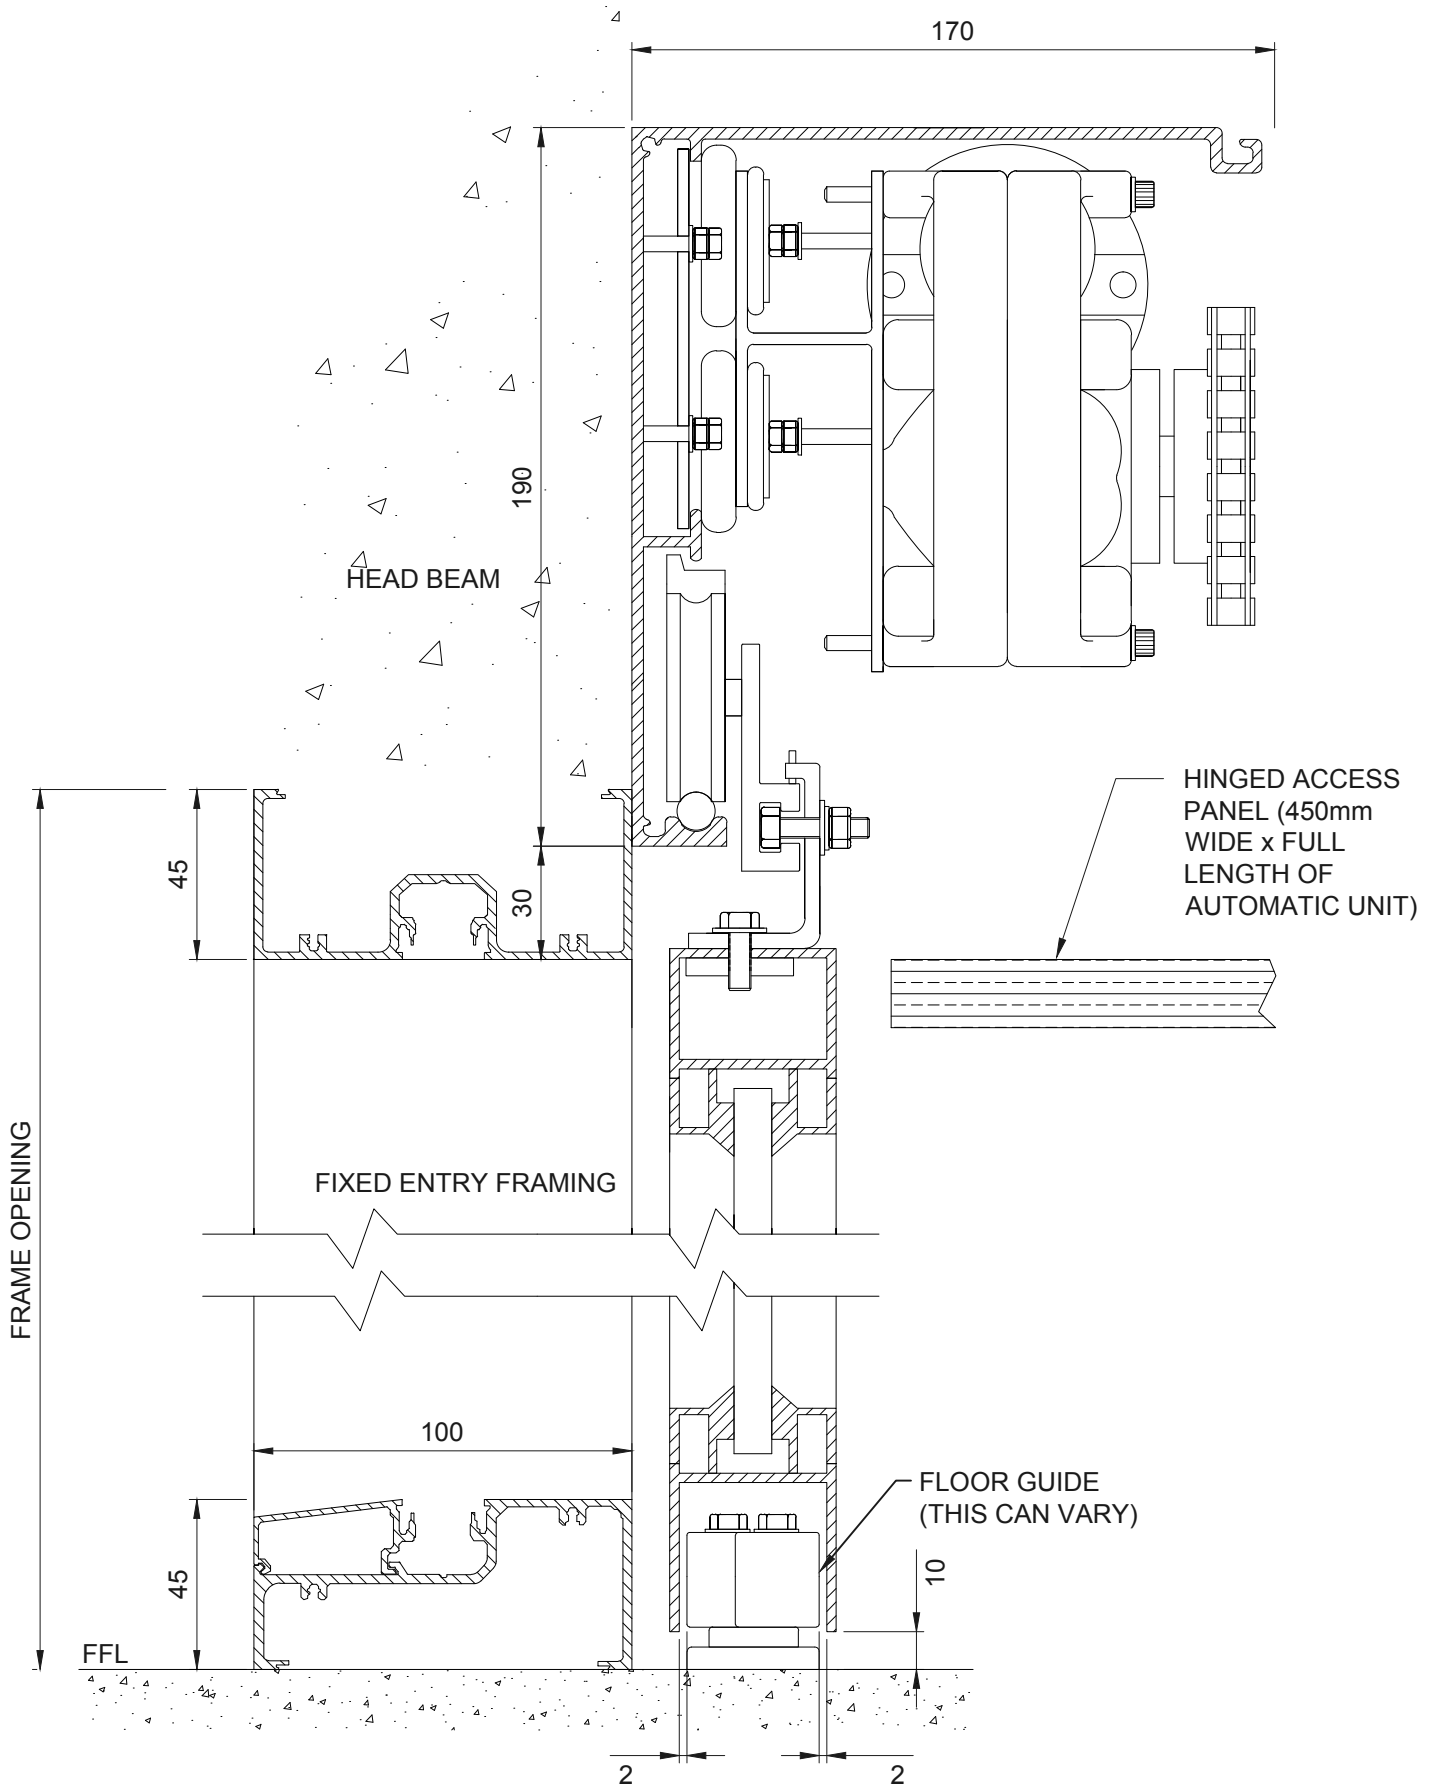 170
190
HEAD BEAM
HINGED ACCESS
PANEL (450mm
WIDE x FULL
LENGTH OF
AUTOMATIC UNIT)
45
30
FRAME OPENING
FIXED ENTRY FRAMING
100
FLOOR GUIDE
(THIS CAN VARY)
45
10
FFL
2
2